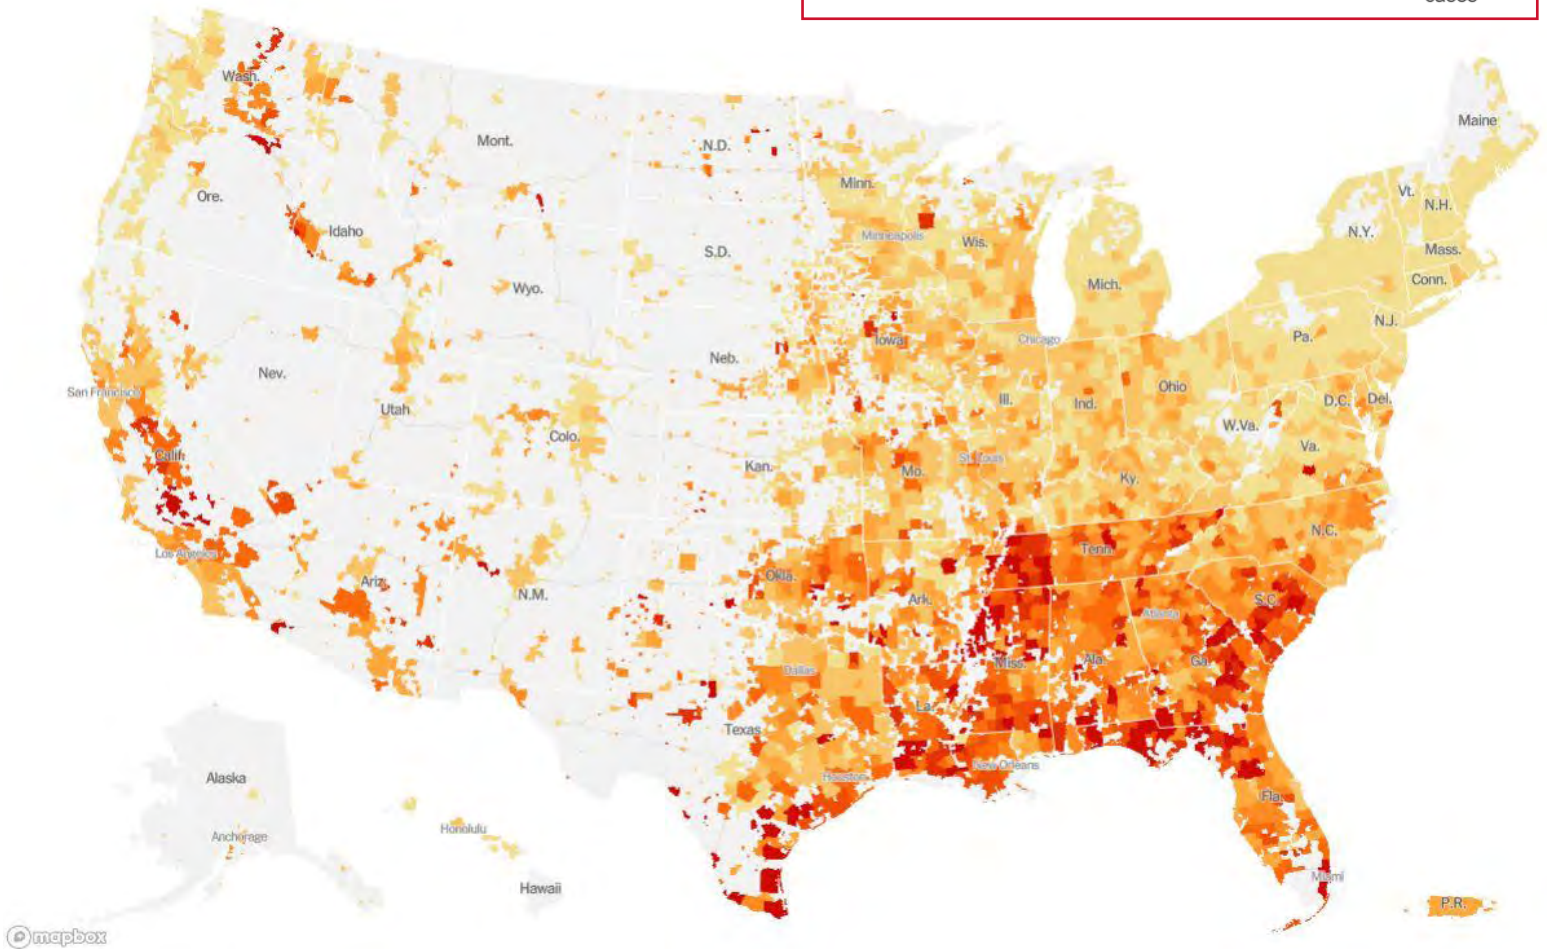 Wash.
Maine
Mont.
N.D.
Ore.
Minn.
Vt.
N.H.
Idaho
Minneapolis
Wis.
N.Y.
S.D.
Mass.
Mich.
Conn.
Wyo.
N.J.
Iowa
Chicago
Pa.
Neb.
Nev.
Ohio
San Francisco
Utah
Ill.
Ind.
D.C.
Del.
Colo.
W.Va.
Va.
Calif.
Kan.
Mo.
St. Louis
Ky.
Los Angeles
N.C.
Tenn.
Ariz.
Okla.
N.M.
Ark.
S.C.
Atlanta
Dallas
Miss.
Ala.
Ga.
La.
Texas
New Orleans
Alaska
Houston
Fla.
Anchorage
Honolulu
Hawaii
Miami
P.R.
mapbox